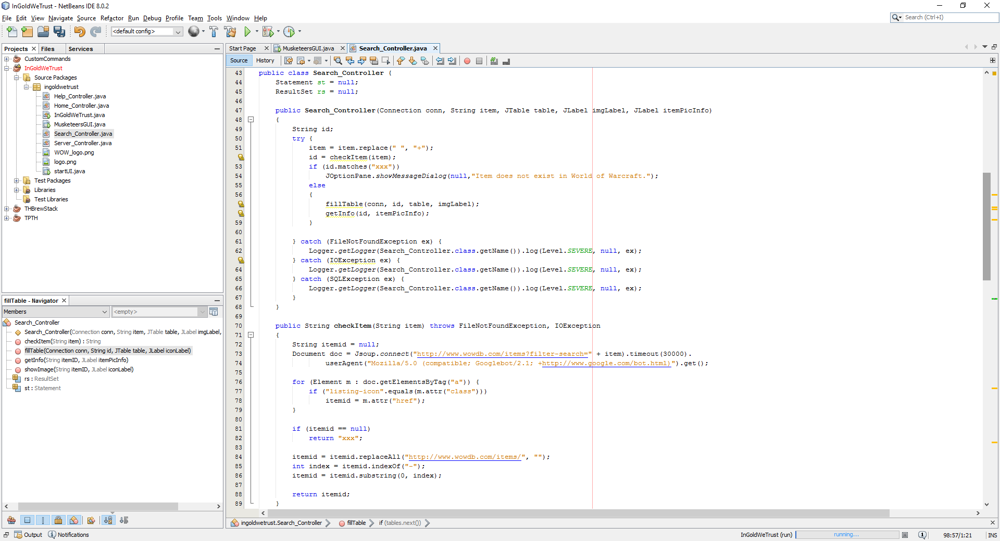 InGoldWeTrust - NetBeans IDE 8.0.2
File Edit View Navigate Source Refactor Run Debug Profile Team Tools Window Help
Search (Ctrl+I)
<default config>
Projects Files Services
CustomCommands
InGoldWeTrust
Source Packages
ingoldwetrust
Help_Controller.java
Home_Controller.java
InGoldWeTrust.java
MusketeersGUI.java
Search_Controller.java
Server_Controller.java
WOW_logo.png
logo.png
startUI.java
Test Packages
Libraries
Test Libraries
THBrewStack
TPTH
fillTable - Navigator
Members <empty>
Search_Controller
Search_Controller(Connection conn, String item, JTable table, JLabel imgLabel,
checkItem(String item) : String
fillTable(Connection conn, String id, JTable table, JLabel iconLabel)
getInfo(String itemID, JLabel itemPicInfo)
showImage(String itemID, JLabel iconLabel)
rs : ResultSet
st : Statement
Start Page MusketeersGUI.java Search_Controller.java
Source History
43 public class Search_Controller {
44 Statement st = null;
45 ResultSet rs = null;
46
47 public Search_Controller(Connection conn, String item, JTable table, JLabel imgLabel, JLabel itemPicInfo)
48 {
49 String id;
50 try {
51 item = item.replace(" ", "+");
id = checkItem(item);
53 if (id.matches("xxx"))
54 JOptionPane.showMessageDialog(null,"Item does not exist in World of Warcraft.");
55 else
56 {
fillTable(conn, id, table, imgLabel);
getInfo(id, itemPicInfo);
59 }
60
61 } catch (FileNotFoundException ex) {
62 Logger.getLogger(Search_Controller.class.getName()).log(Level.SEVERE, null, ex);
} catch (IOException ex) {
64 Logger.getLogger(Search_Controller.class.getName()).log(Level.SEVERE, null, ex);
65 } catch (SQLException ex) {
66 Logger.getLogger(Search_Controller.class.getName()).log(Level.SEVERE, null, ex);
67 }
68 }
69
70 public String checkItem(String item) throws FileNotFoundException, IOException
71 {
72 String itemid = null;
73 Document doc = Jsoup.connect("http://www.wowdb.com/items?filter-search=" + item).timeout(30000).
74 userAgent("Mozilla/5.0 (compatible; Googlebot/2.1; +http://www.google.com/bot.html)").get();
75
76 for (Element m : doc.getElementsByTag("a")) {
77 if ("listing-icon".equals(m.attr("class")))
78 itemid = m.attr("href");
79 }
80
81 if (itemid == null)
82 return "xxx";
83
84 itemid = itemid.replaceAll("http://www.wowdb.com/items/", "");
85 int index = itemid.indexOf("-");
86 itemid = itemid.substring(0, index);
87
88 return itemid;
89 }
ingoldwetrust.Search_Controller fillTable if (tables.next())
Output Notifications
InGoldWeTrust (run) running... 1 98:57/1:21 INS